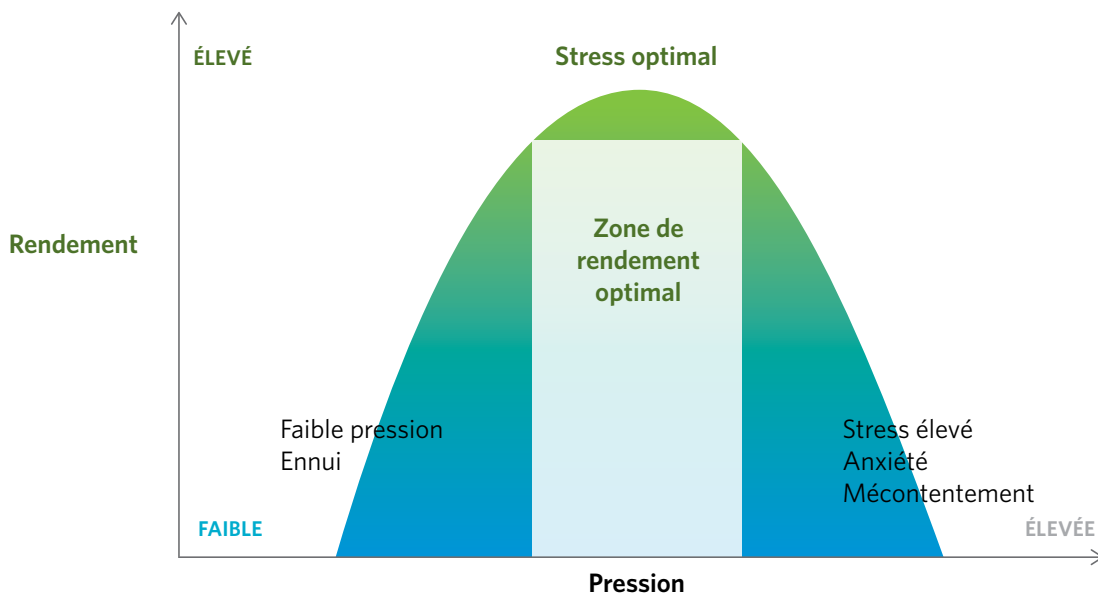 ÉLEVÉ
Stress optimal
Rendement
Zone de
rendement
optimal
Faible pression
Ennui
Stress élevé
Anxiété
Mécontentement
FAIBLE
ÉLEVÉE
Pression